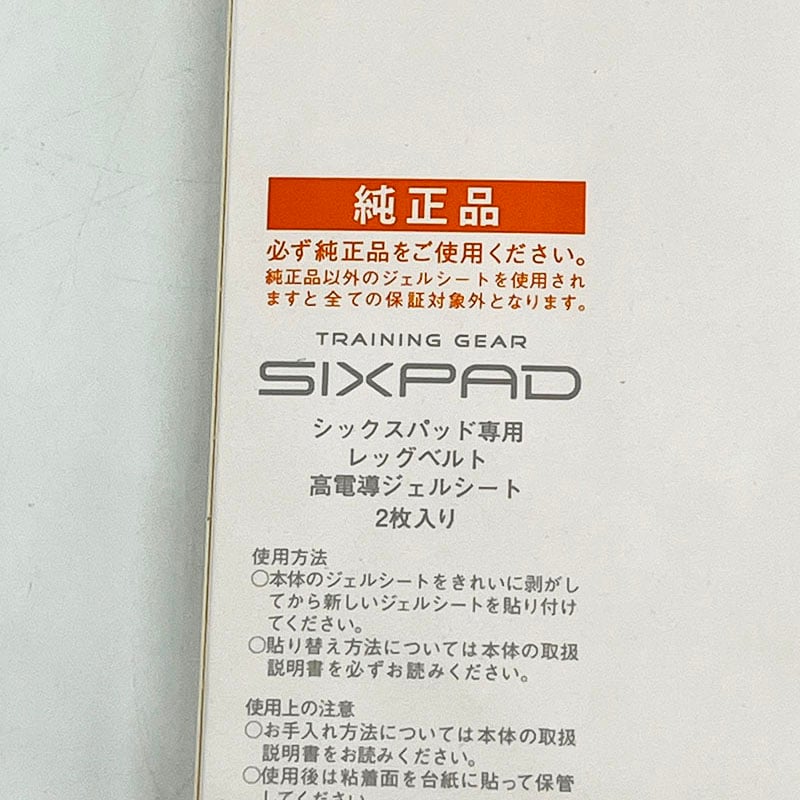 純正品
必ず純正品をご使用ください。
純正品以外のジェルシートを使用され
ますと全ての保証対象外となります。
TRAINING GEAR
SIXPAD
シックスパッド専用
レッグベルト
高電導ジェルシート
2枚入り
使用方法
○本体のジェルシートをきれいに剥がし
てから新しいジェルシートを貼り付け
てください。
○貼り替え方法については本体の取扱
説明書を必ずお読みください。
使用上の注意
○お手入れ方法については本体の取扱
説明書をお読みください。
○使用後は粘着面を台紙に貼って保管
してください